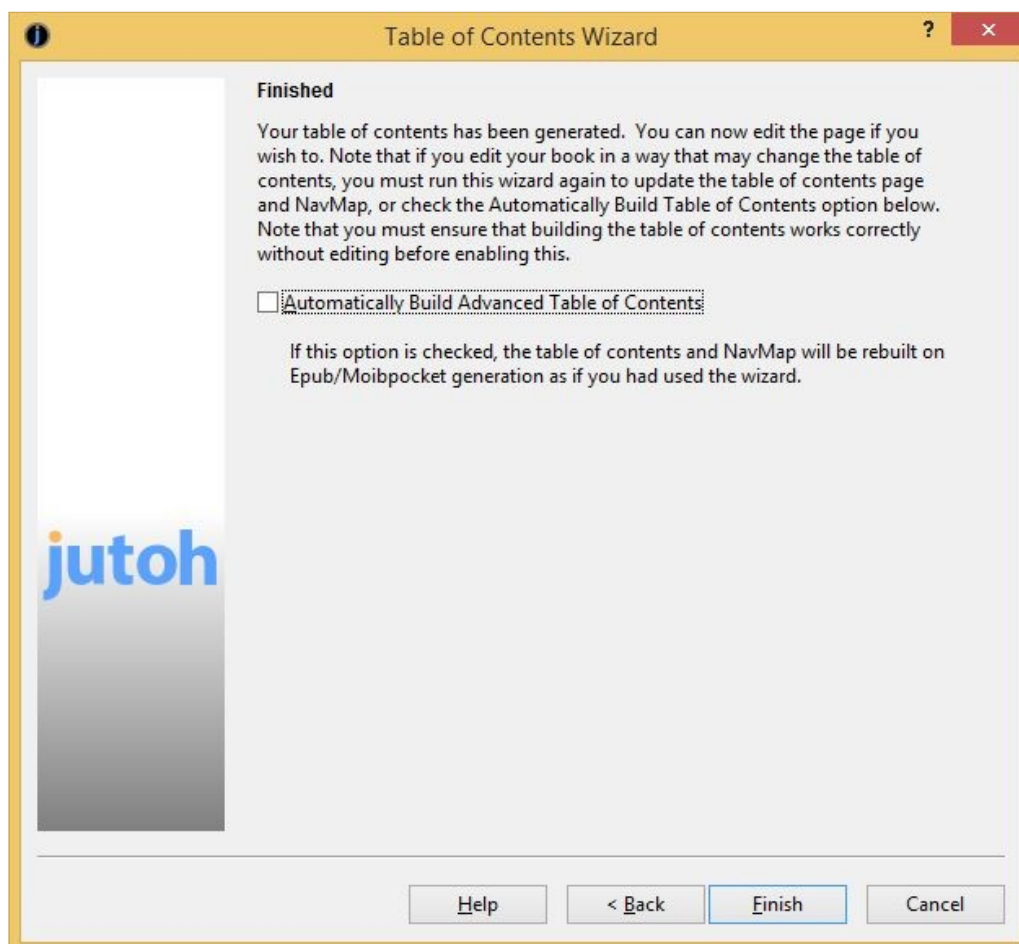 Table of Contents Wizard
?
×
Finished
Your table of contents has been generated.  You can now edit the page if you
wish to. Note that if you edit your book in a way that may change the table of
contents, you must run this wizard again to update the table of contents page
and NavMap, or check the Automatically Build Table of Contents option below.
Note that you must ensure that building the table of contents works correctly
without editing before enabling this.
Automatically Build Advanced Table of Contents
If this option is checked, the table of contents and NavMap will be rebuilt on
Epub/Moibpocket generation as if you had used the wizard.
jutoh
Help
< Back
Finish
Cancel